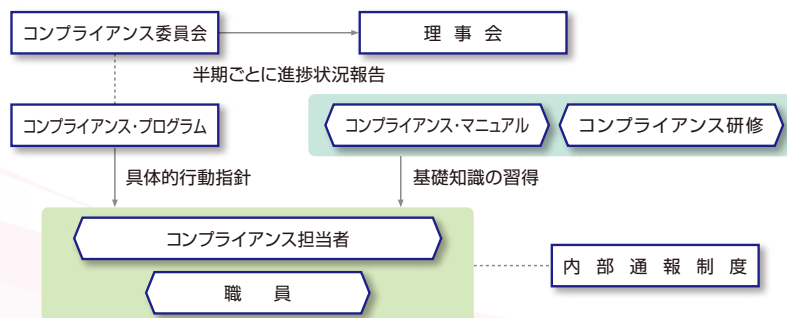 コンプライアンス委員会
理事会
半期ごとに進捗状況報告
コンプライアンス・プログラム
コンプライアンス・マニュアル
コンプライアンス研修
具体的行動指針
基礎知識の習得
コンプライアンス担当者
内部通報制度
職員